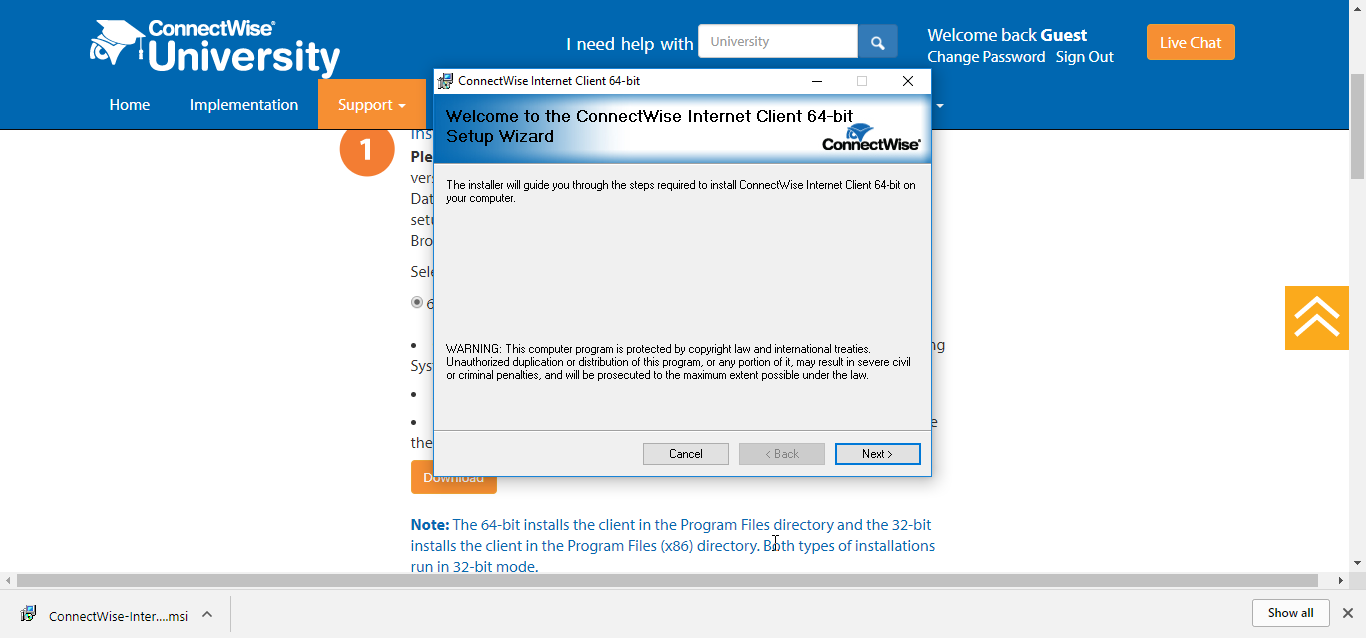 ConnectWise®
University
I need help with
University
Welcome back Guest
Change Password Sign Out
Live Chat
Home
Implementation
Support
1
Ple
Dat
Bro
ConnectWise Internet Client 64-bit
Welcome to the ConnectWise Internet Client 64-bit
Setup Wizard
ConnectWise®
The installer will guide you through the steps required to install ConnectWise Internet Client 64-bit on
your computer.
WARNING: This computer program is protected by copyright law and international treaties.
Unauthorized duplication or distribution of this program, or any portion of it, may result in severe civil
or criminal penalties, and will be prosecuted to the maximum extent possible under the law.
Cancel
< Back
Next >
ng
Sys
e
the
Download
Note: The 64-bit installs the client in the Program Files directory and the 32-bit
installs the client in the Program Files (x86) directory. Both types of installations
run in 32-bit mode.
ConnectWise-Inter....msi
Show all